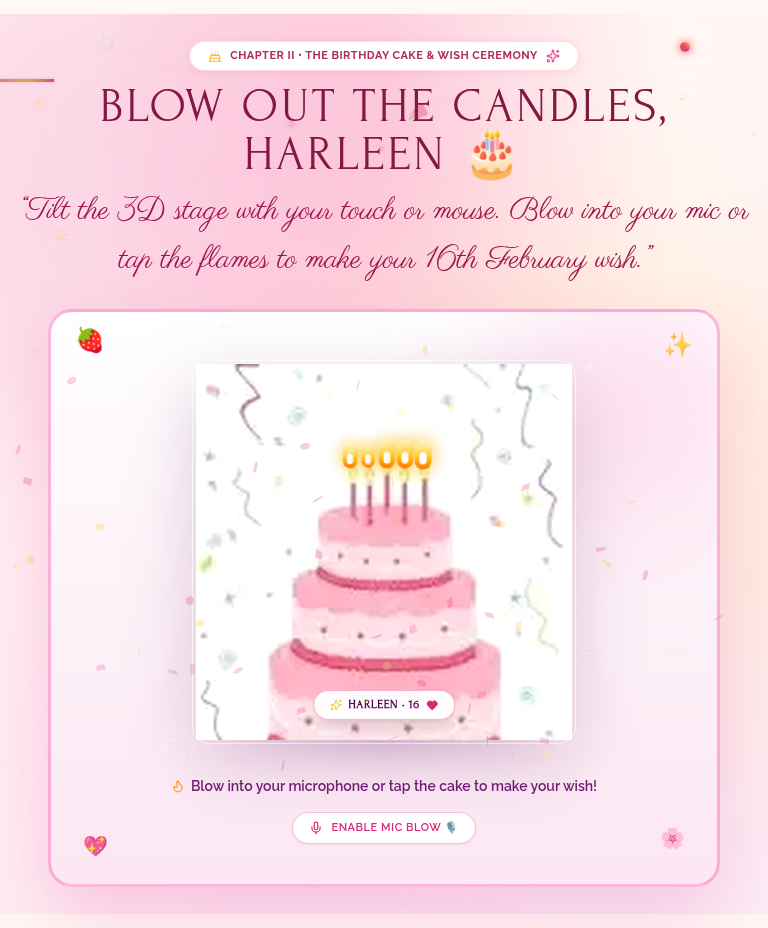 CHAPTER II • THE BIRTHDAY CAKE & WISH CEREMONY
BLOW OUT THE CANDLES,
HARLEEN 🎂
“Tilt the 3D stage with your touch or mouse. Blow into your mic or
tap the flames to make your 16th February wish.”
HARLEEN · 16
Blow into your microphone or tap the cake to make your wish!
ENABLE MIC BLOW 🎙️